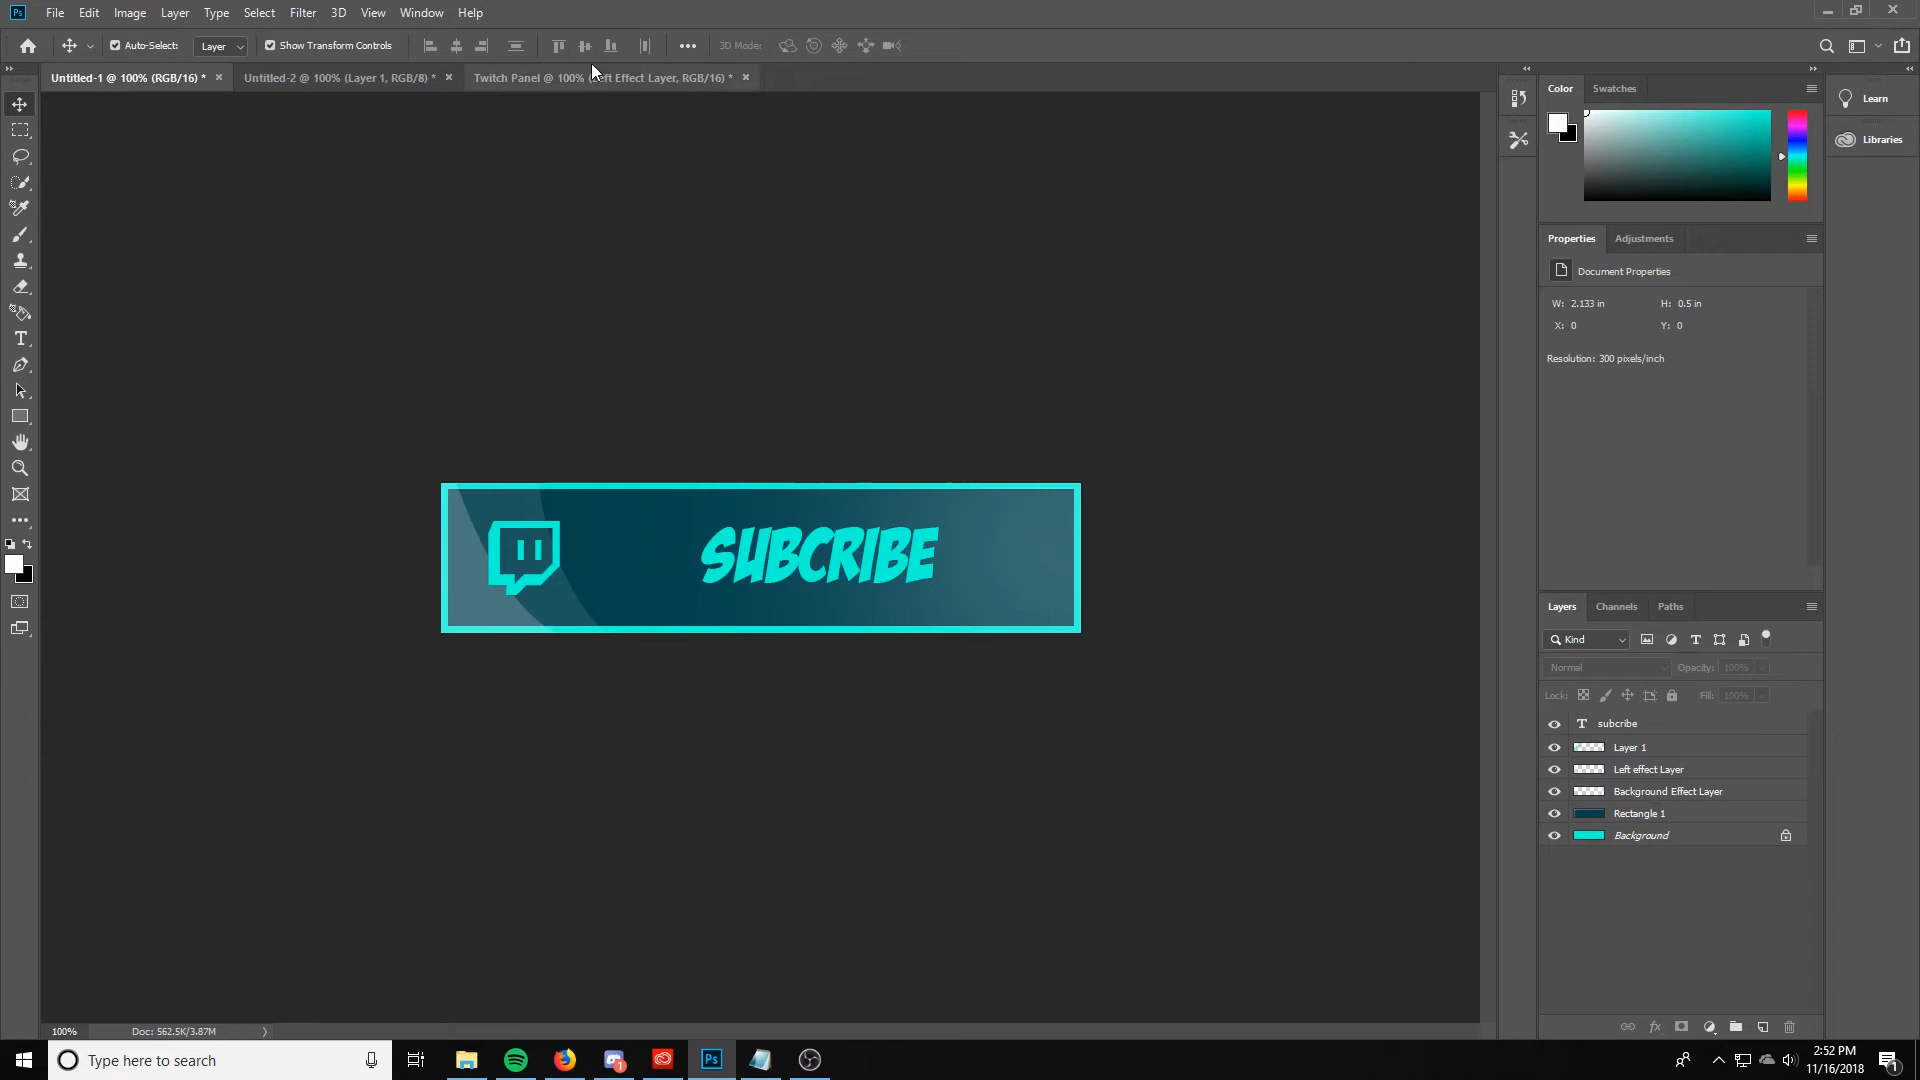 Ps File Edit Image Layer Type Select Filter 3D View Window Help
Auto-Select: Layer Show Transform Controls 3D Mode:
Untitled-1 @ 100% (RGB/16) * Untitled-2 @ 100% (Layer 1, RGB/8) * Twitch Panel @ 100% (Left Effect Layer, RGB/16) *
Color Swatches
Learn
Libraries
Properties Adjustments
Document Properties
W: 2.133 in H: 0.5 in
X: 0 Y: 0
Resolution: 300 pixels/inch
SUBCRIBE
Layers Channels Paths
Kind
Normal Opacity: 100%
Lock: Fill: 100%
T subcribe
Layer 1
Left effect Layer
Background Effect Layer
Rectangle 1
Background
100% Doc: 562.5K/3.87M
Type here to search
Ps
1
2:52 PM
11/16/2018
1